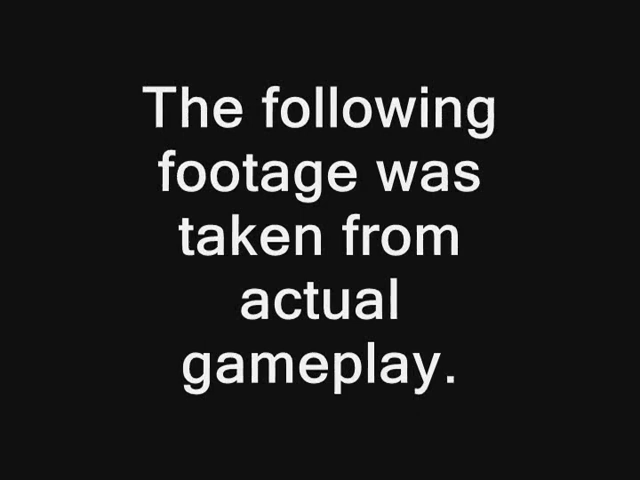 The following
footage was
taken from
actual
gameplay.